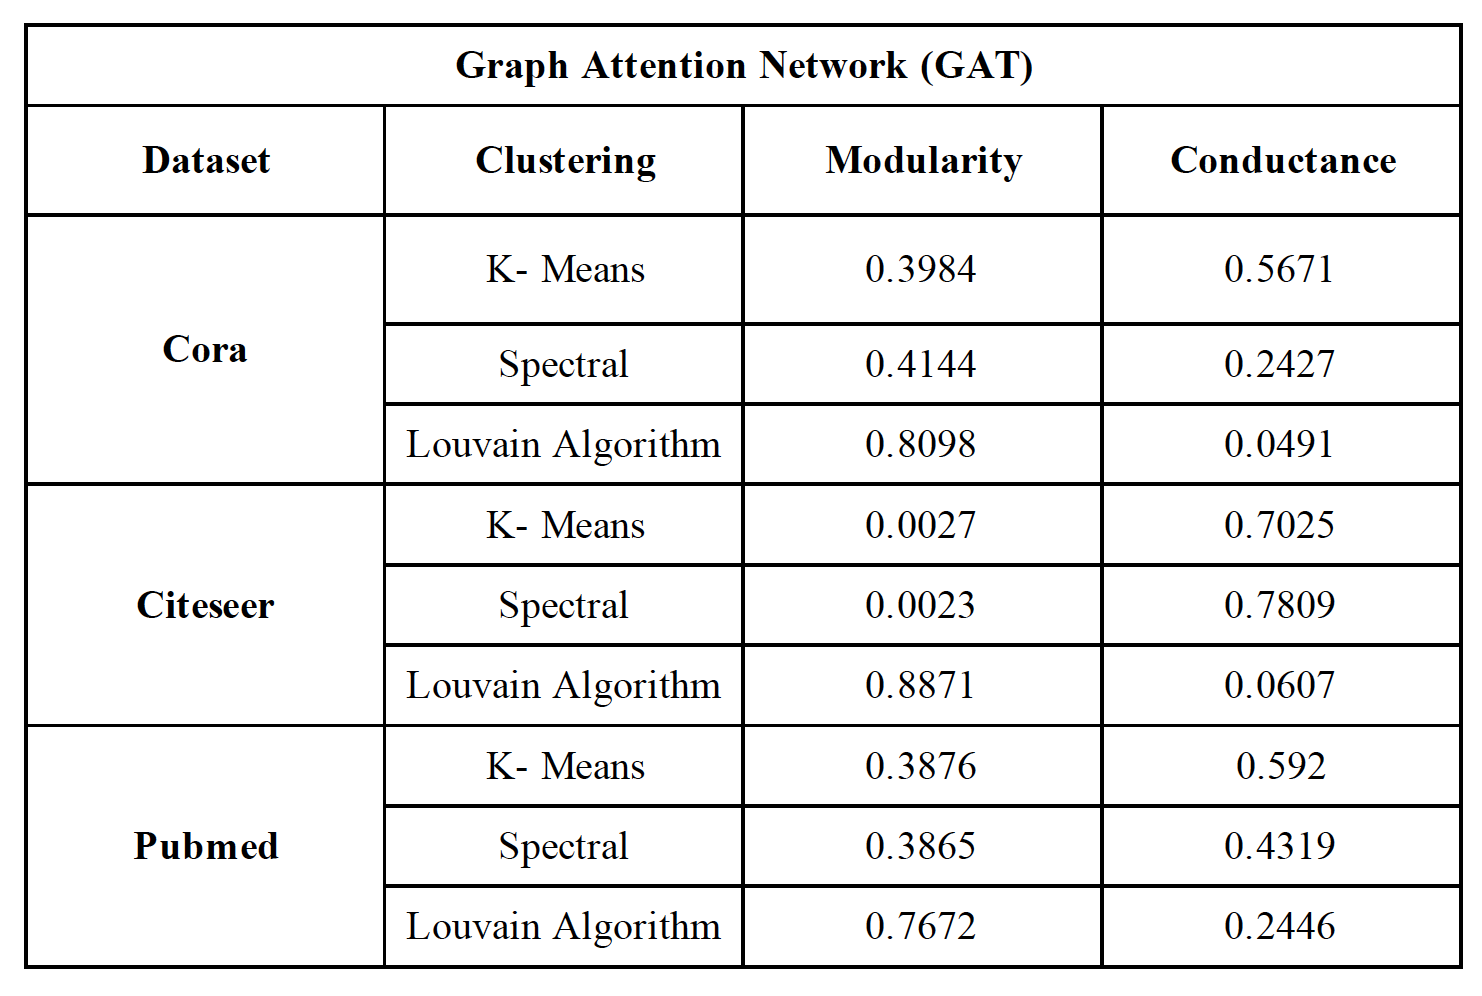 Graph Attention Network (GAT)
Dataset Clustering Modularity Conductance
Cora
K- Means 0.3984 0.5671
Spectral 0.4144 0.2427
Louvain Algorithm 0.8098 0.0491
Citeseer
K- Means 0.0027 0.7025
Spectral 0.0023 0.7809
Louvain Algorithm 0.8871 0.0607
Pubmed
K- Means 0.3876 0.592
Spectral 0.3865 0.4319
Louvain Algorithm 0.7672 0.2446